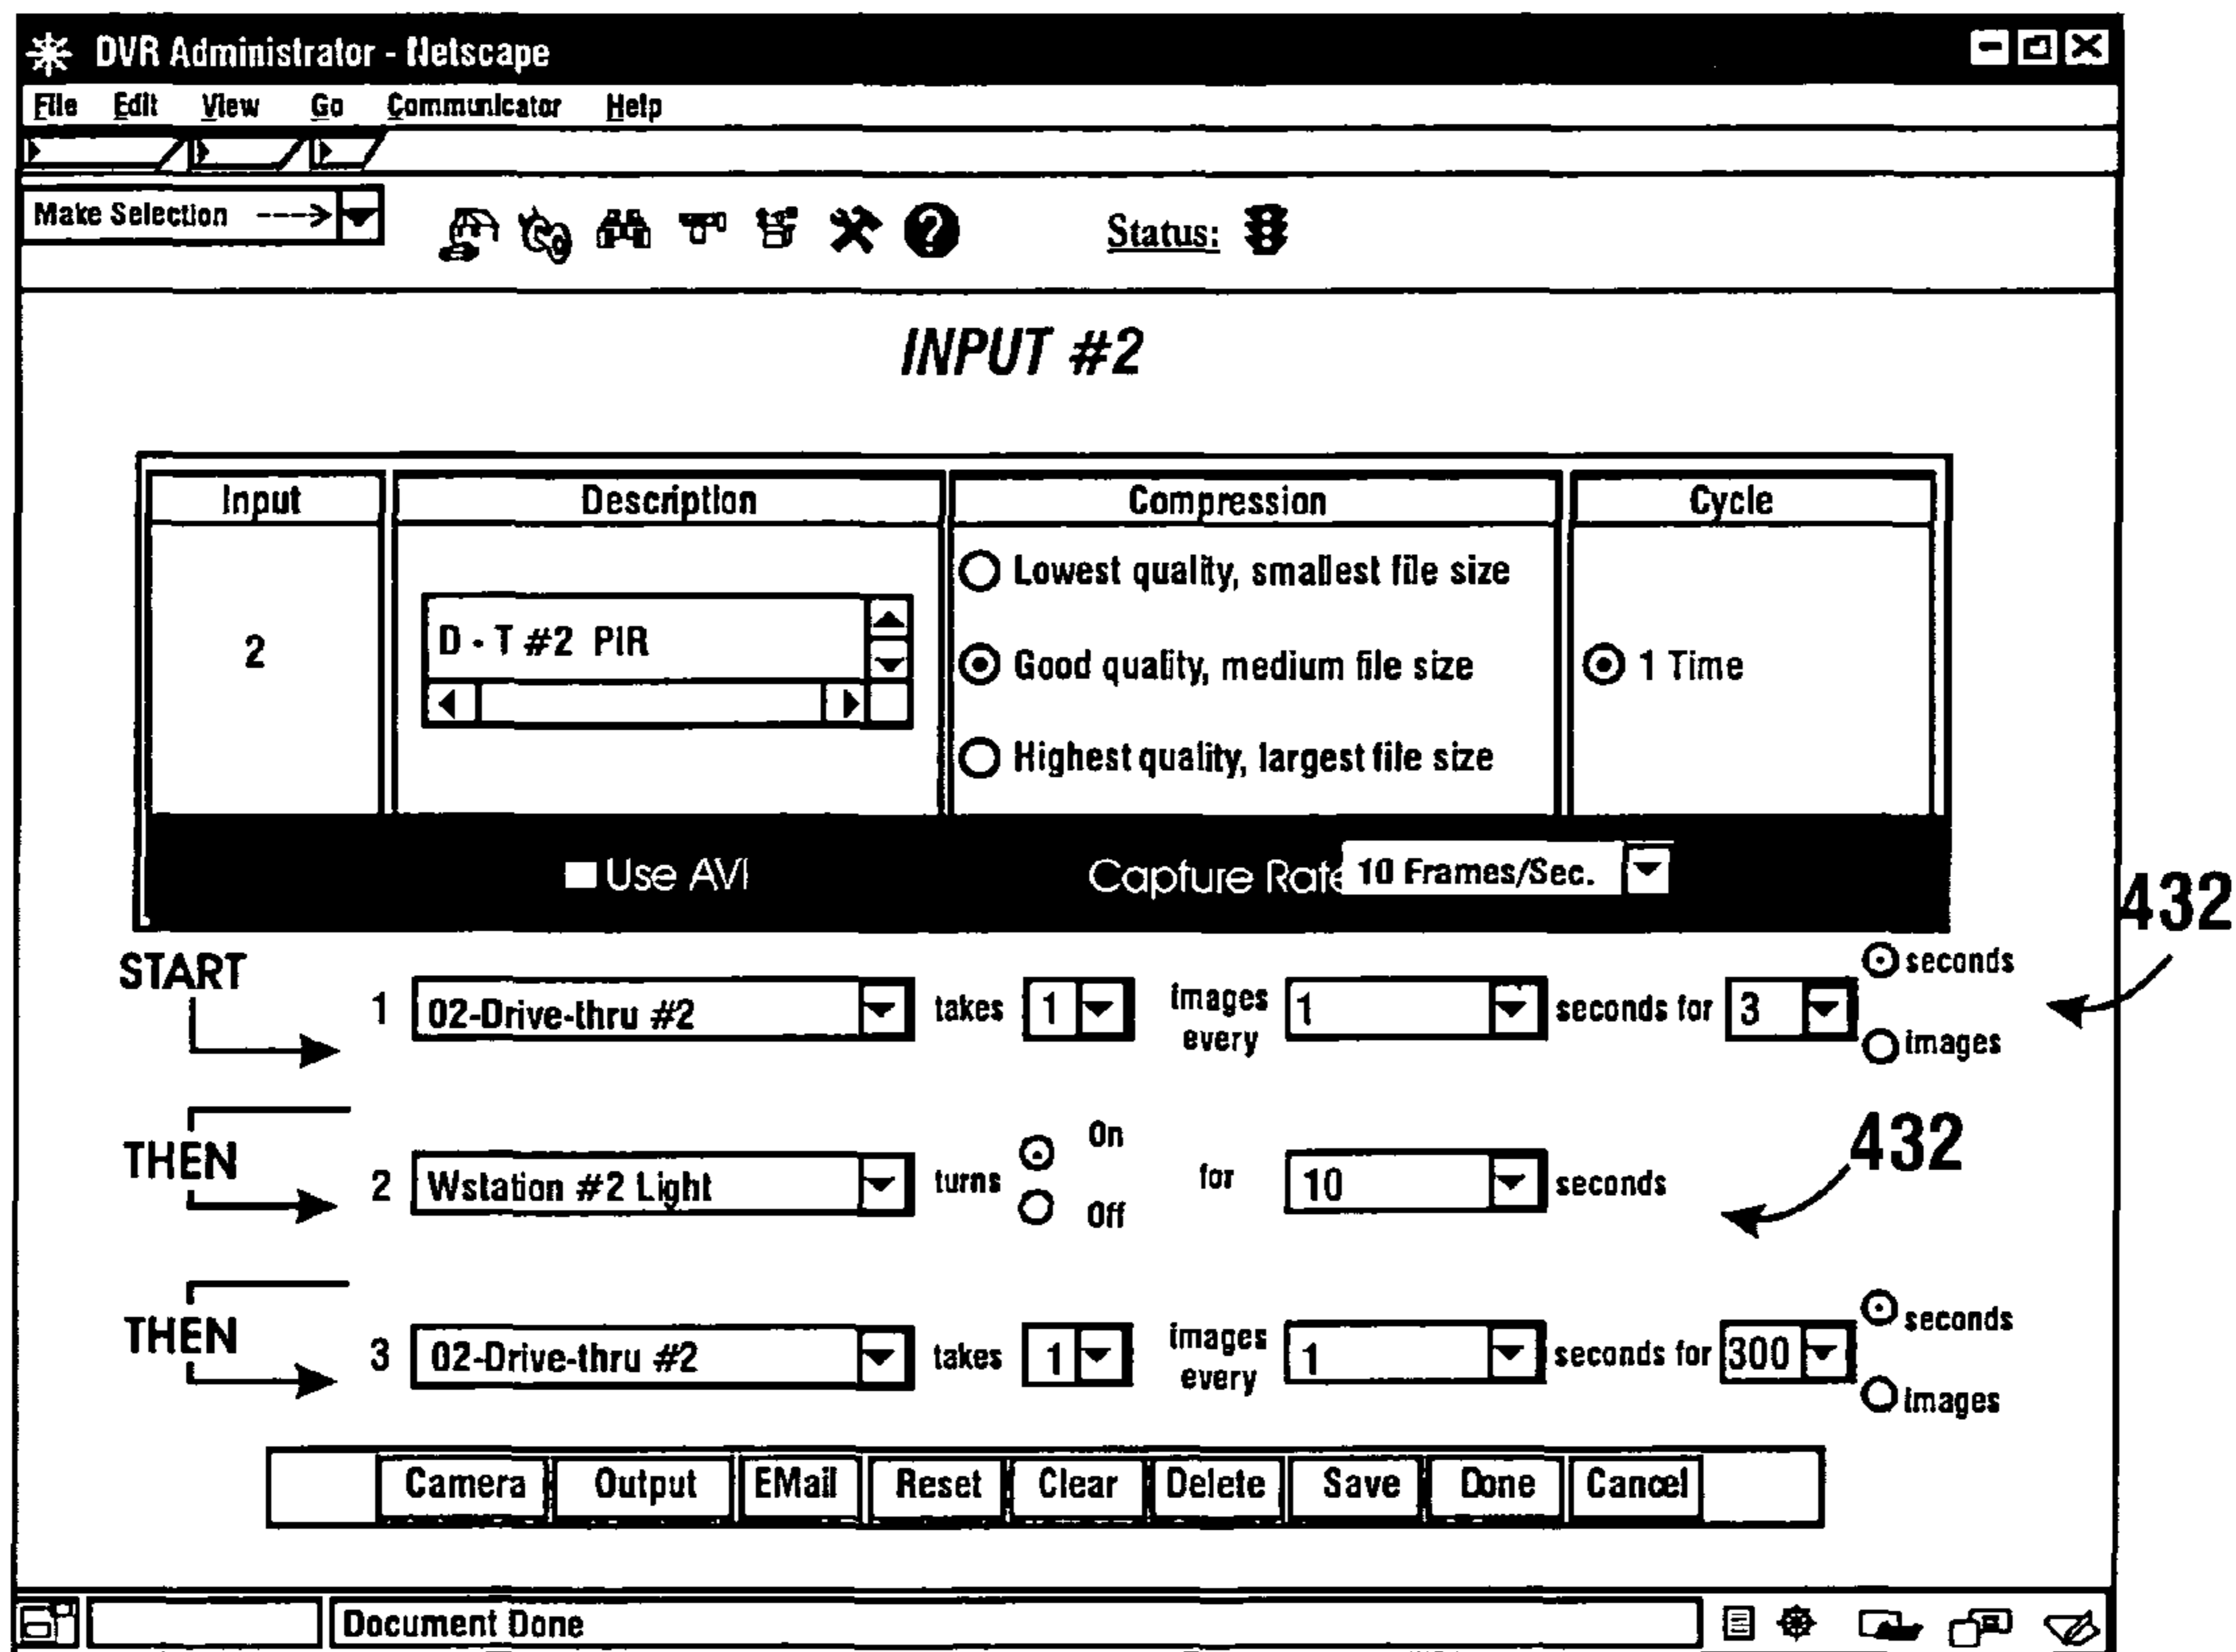 DVR Administrator - Netscape
File Edit View Go Communicator Help
Make Selection ---->
Status:
INPUT #2
Input Description Compression Cycle
2
D - T #2 PIR
Lowest quality, smallest file size
Good quality, medium file size
Highest quality, largest file size
1 Time
Use AVI
Capture Rate 10 Frames/Sec.
432
START
1 02-Drive-thru #2 takes 1 images every 1 seconds for 3 seconds images
432
THEN
2 Wstation #2 Light turns On Off for 10 seconds
THEN
3 02-Drive-thru #2 takes 1 images every 1 seconds for 300 seconds images
Camera Output EMail Reset Clear Delete Save Done Cancel
Document Done